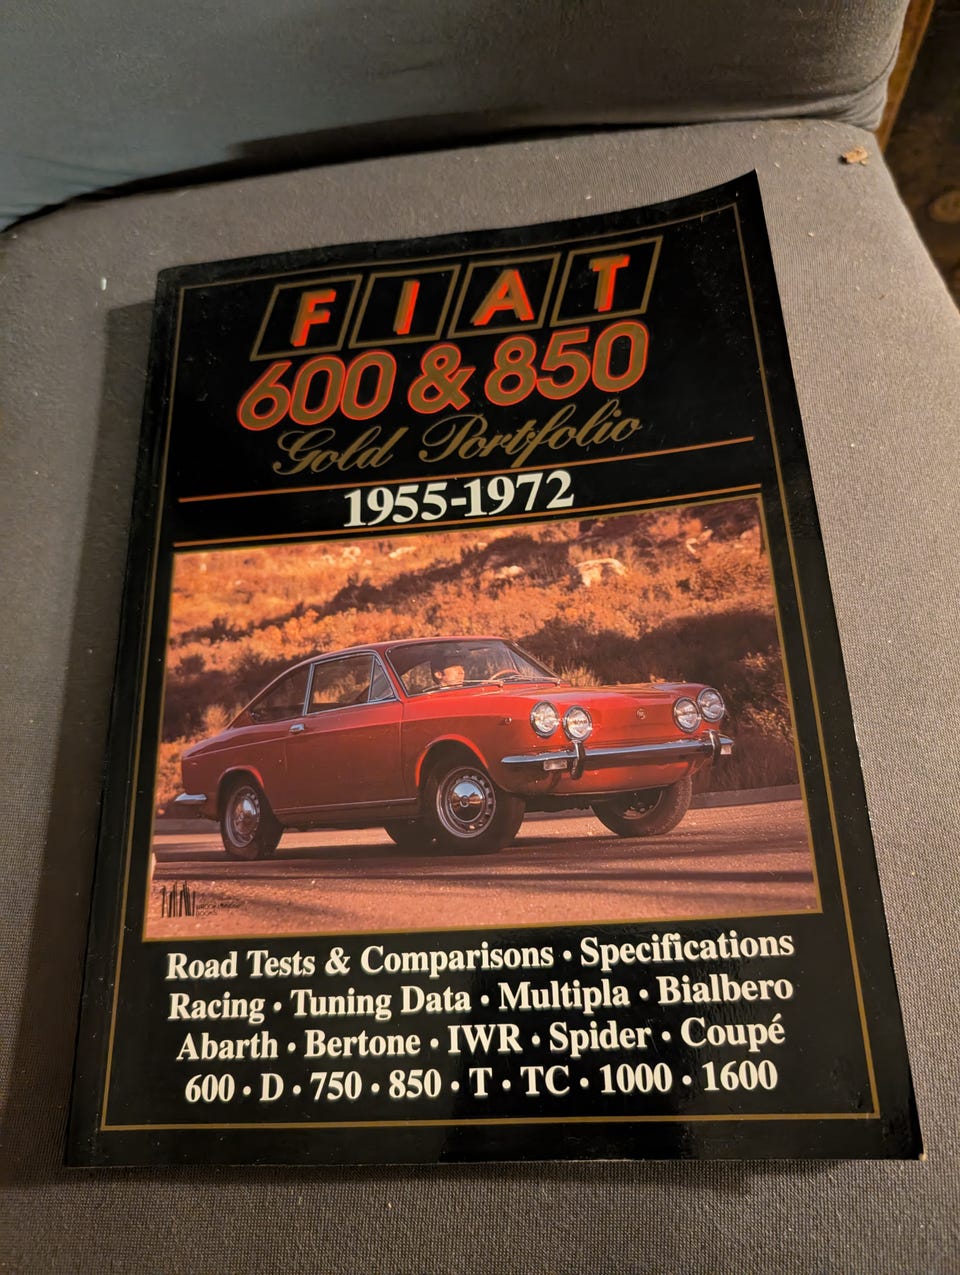 FIAT
600 & 850
Gold Portfolio
1955-1972
Road Tests & Comparisons • Specifications
Racing • Tuning Data • Multipla • Bialbero
Abarth • Bertone • IWR • Spider • Coupé
600 • D • 750 • 850 • T • TC • 1000 • 1600